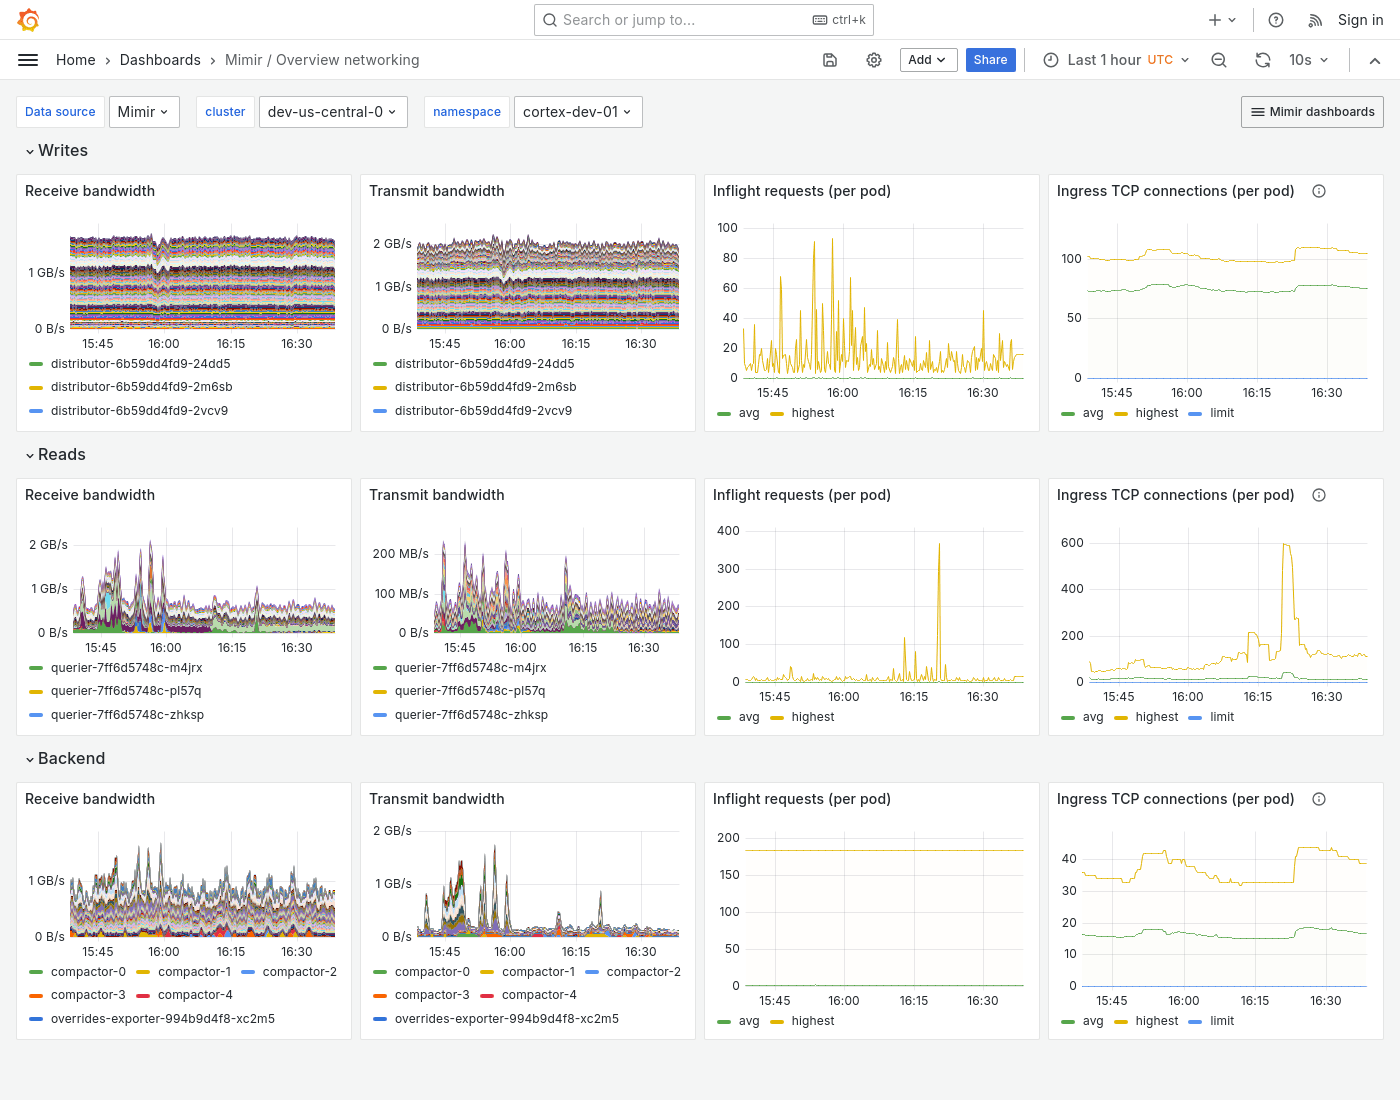 Search or jump to... ctrl+k Sign in
Home Dashboards Mimir / Overview networking Add Share Last 1 hour UTC 10s
Data source Mimir cluster dev-us-central-0 namespace cortex-dev-01 Mimir dashboards
Writes
Receive bandwidth
1 GB/s
0 B/s
15:45 16:00 16:15 16:30
distributor-6b59dd4fd9-24dd5
distributor-6b59dd4fd9-2m6sb
distributor-6b59dd4fd9-2vcv9
Transmit bandwidth
2 GB/s
1 GB/s
0 B/s
15:45 16:00 16:15 16:30
distributor-6b59dd4fd9-24dd5
distributor-6b59dd4fd9-2m6sb
distributor-6b59dd4fd9-2vcv9
Inflight requests (per pod)
100
80
60
40
20
0
15:45 16:00 16:15 16:30
avg highest
Ingress TCP connections (per pod)
100
50
0
15:45 16:00 16:15 16:30
avg highest limit
Reads
Receive bandwidth
2 GB/s
1 GB/s
0 B/s
15:45 16:00 16:15 16:30
querier-7ff6d5748c-m4jrx
querier-7ff6d5748c-pl57q
querier-7ff6d5748c-zhksp
Transmit bandwidth
200 MB/s
100 MB/s
0 B/s
15:45 16:00 16:15 16:30
querier-7ff6d5748c-m4jrx
querier-7ff6d5748c-pl57q
querier-7ff6d5748c-zhksp
Inflight requests (per pod)
400
300
200
100
0
15:45 16:00 16:15 16:30
avg highest
Ingress TCP connections (per pod)
600
400
200
0
15:45 16:00 16:15 16:30
avg highest limit
Backend
Receive bandwidth
1 GB/s
0 B/s
15:45 16:00 16:15 16:30
compactor-0 compactor-1 compactor-2
compactor-3 compactor-4
overrides-exporter-994b9d4f8-xc2m5
Transmit bandwidth
2 GB/s
1 GB/s
0 B/s
15:45 16:00 16:15 16:30
compactor-0 compactor-1 compactor-2
compactor-3 compactor-4
overrides-exporter-994b9d4f8-xc2m5
Inflight requests (per pod)
200
150
100
50
0
15:45 16:00 16:15 16:30
avg highest
Ingress TCP connections (per pod)
40
30
20
10
0
15:45 16:00 16:15 16:30
avg highest limit